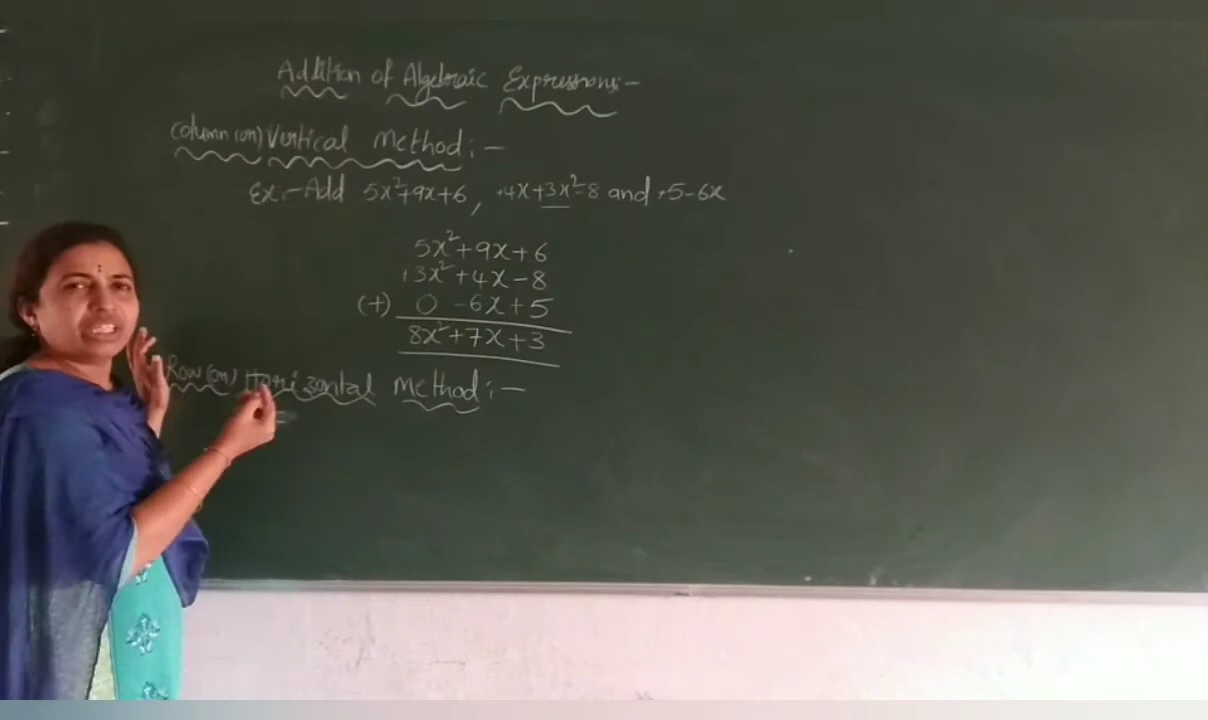 Addition of Algebraic Expressions:-
Column (or) Vertical Method:-
Ex:- Add 5x²+9x+6, +4x+3x²-8 and +5-6x
5x²+9x+6
+3x²+4x-8
(+) 0 -6x+5
8x²+7x+3
Row (or) Horizontal Method:-